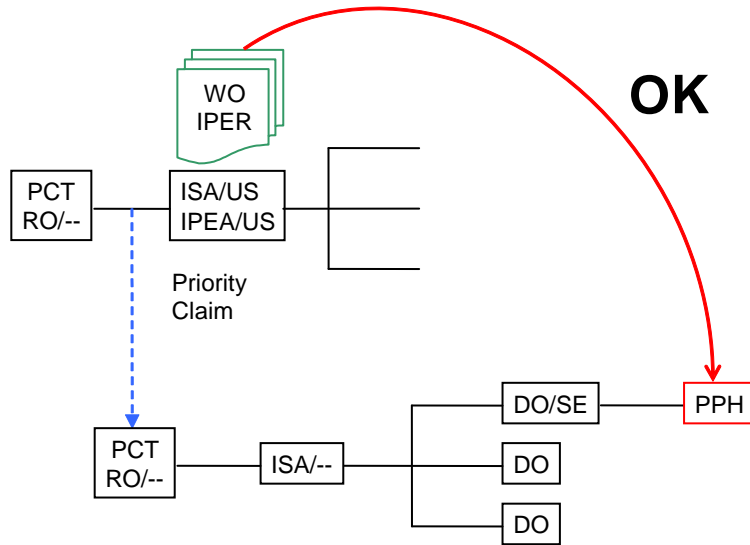 OK
WO
IPER
PCT
RO/--
ISA/US
IPEA/US
Priority
Claim
DO/SE
PPH
PCT
RO/--
ISA/--
DO
DO